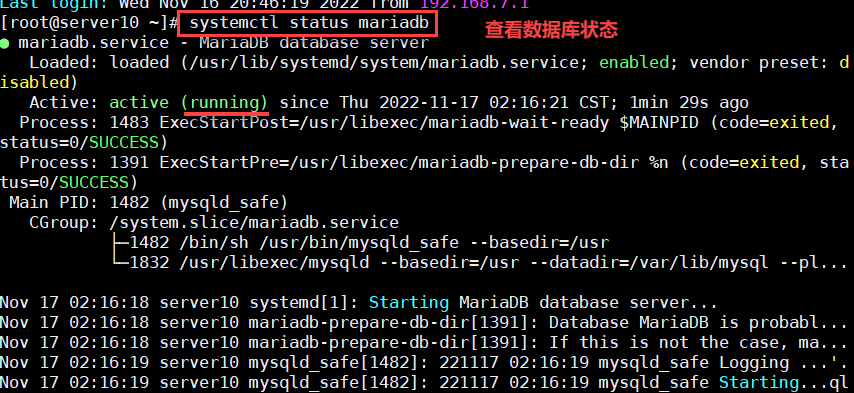 Last login: Wed Nov 16 20:46:19 2022 from 192.168.7.1
[root@server10 ~]# systemctl status mariadb
查看数据库状态
● mariadb.service - MariaDB database server
Loaded: loaded (/usr/lib/systemd/system/mariadb.service; enabled; vendor preset: d
isabled)
Active: active (running) since Thu 2022-11-17 02:16:21 CST; 1min 29s ago
Process: 1483 ExecStartPost=/usr/libexec/mariadb-wait-ready $MAINPID (code=exited,
status=0/SUCCESS)
Process: 1391 ExecStartPre=/usr/libexec/mariadb-prepare-db-dir %n (code=exited, sta
tus=0/SUCCESS)
Main PID: 1482 (mysqld_safe)
CGroup: /system.slice/mariadb.service
├─1482 /bin/sh /usr/bin/mysqld_safe --basedir=/usr
└─1832 /usr/libexec/mysqld --basedir=/usr --datadir=/var/lib/mysql --pl...
Nov 17 02:16:18 server10 systemd[1]: Starting MariaDB database server...
Nov 17 02:16:18 server10 mariadb-prepare-db-dir[1391]: Database MariaDB is probabl...
Nov 17 02:16:18 server10 mariadb-prepare-db-dir[1391]: If this is not the case, ma...
Nov 17 02:16:19 server10 mysqld_safe[1482]: 221117 02:16:19 mysqld_safe Logging ...'.
Nov 17 02:16:19 server10 mysqld_safe[1482]: 221117 02:16:19 mysqld_safe Starting...ql